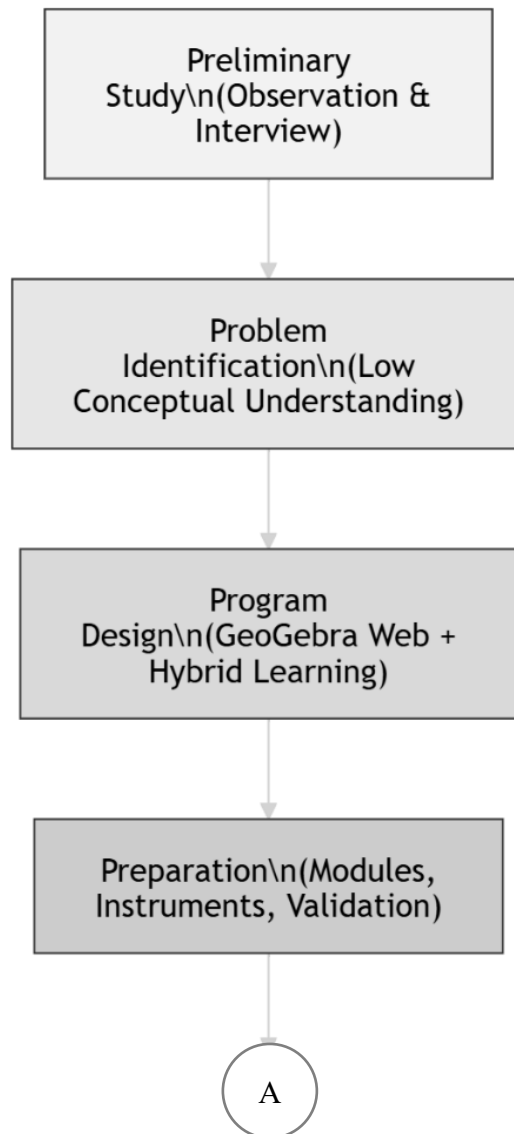 Preliminary
Study\n(Observation &
Interview)
Problem
Identification\n(Low
Conceptual Understanding)
Program
Design\n(GeoGebra Web +
Hybrid Learning)
Preparation\n(Modules,
Instruments, Validation)
A